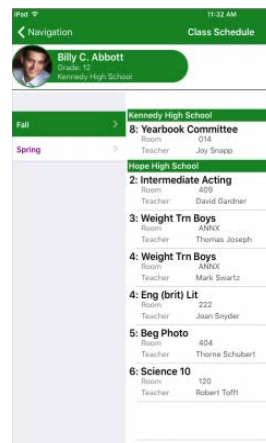 iPad 11:32 AM
Navigation Class Schedule
Billy C. Abbott
Grade: 12
Kennedy High School
Fall
Spring
Kennedy High School
8: Yearbook Committee
Room 014
Teacher Joy Snapp
Hope High School
2: Intermediate Acting
Room 409
Teacher David Gardner
3: Weight Trn Boys
Room ANNX
Teacher Thomas Joseph
4: Weight Trn Boys
Room ANNX
Teacher Mark Swartz
4: Eng (brit) Lit
Room 222
Teacher Joan Snyder
5: Beg Photo
Room 404
Teacher Thorne Schubert
6: Science 10
Room 120
Teacher Robert Tofft